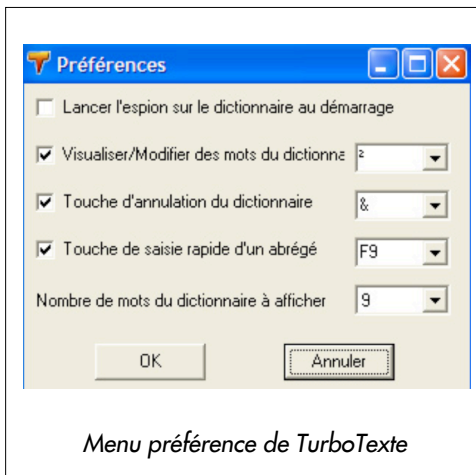 Préférences
Lancer l'espion sur le dictionnaire au démarrage
Visualiser/Modifier des mots du dictionna ²
Touche d'annulation du dictionnaire &
Touche de saisie rapide d'un abrégé F9
Nombre de mots du dictionnaire à afficher 9
OK Annuler
Menu préférence de TurboTexte